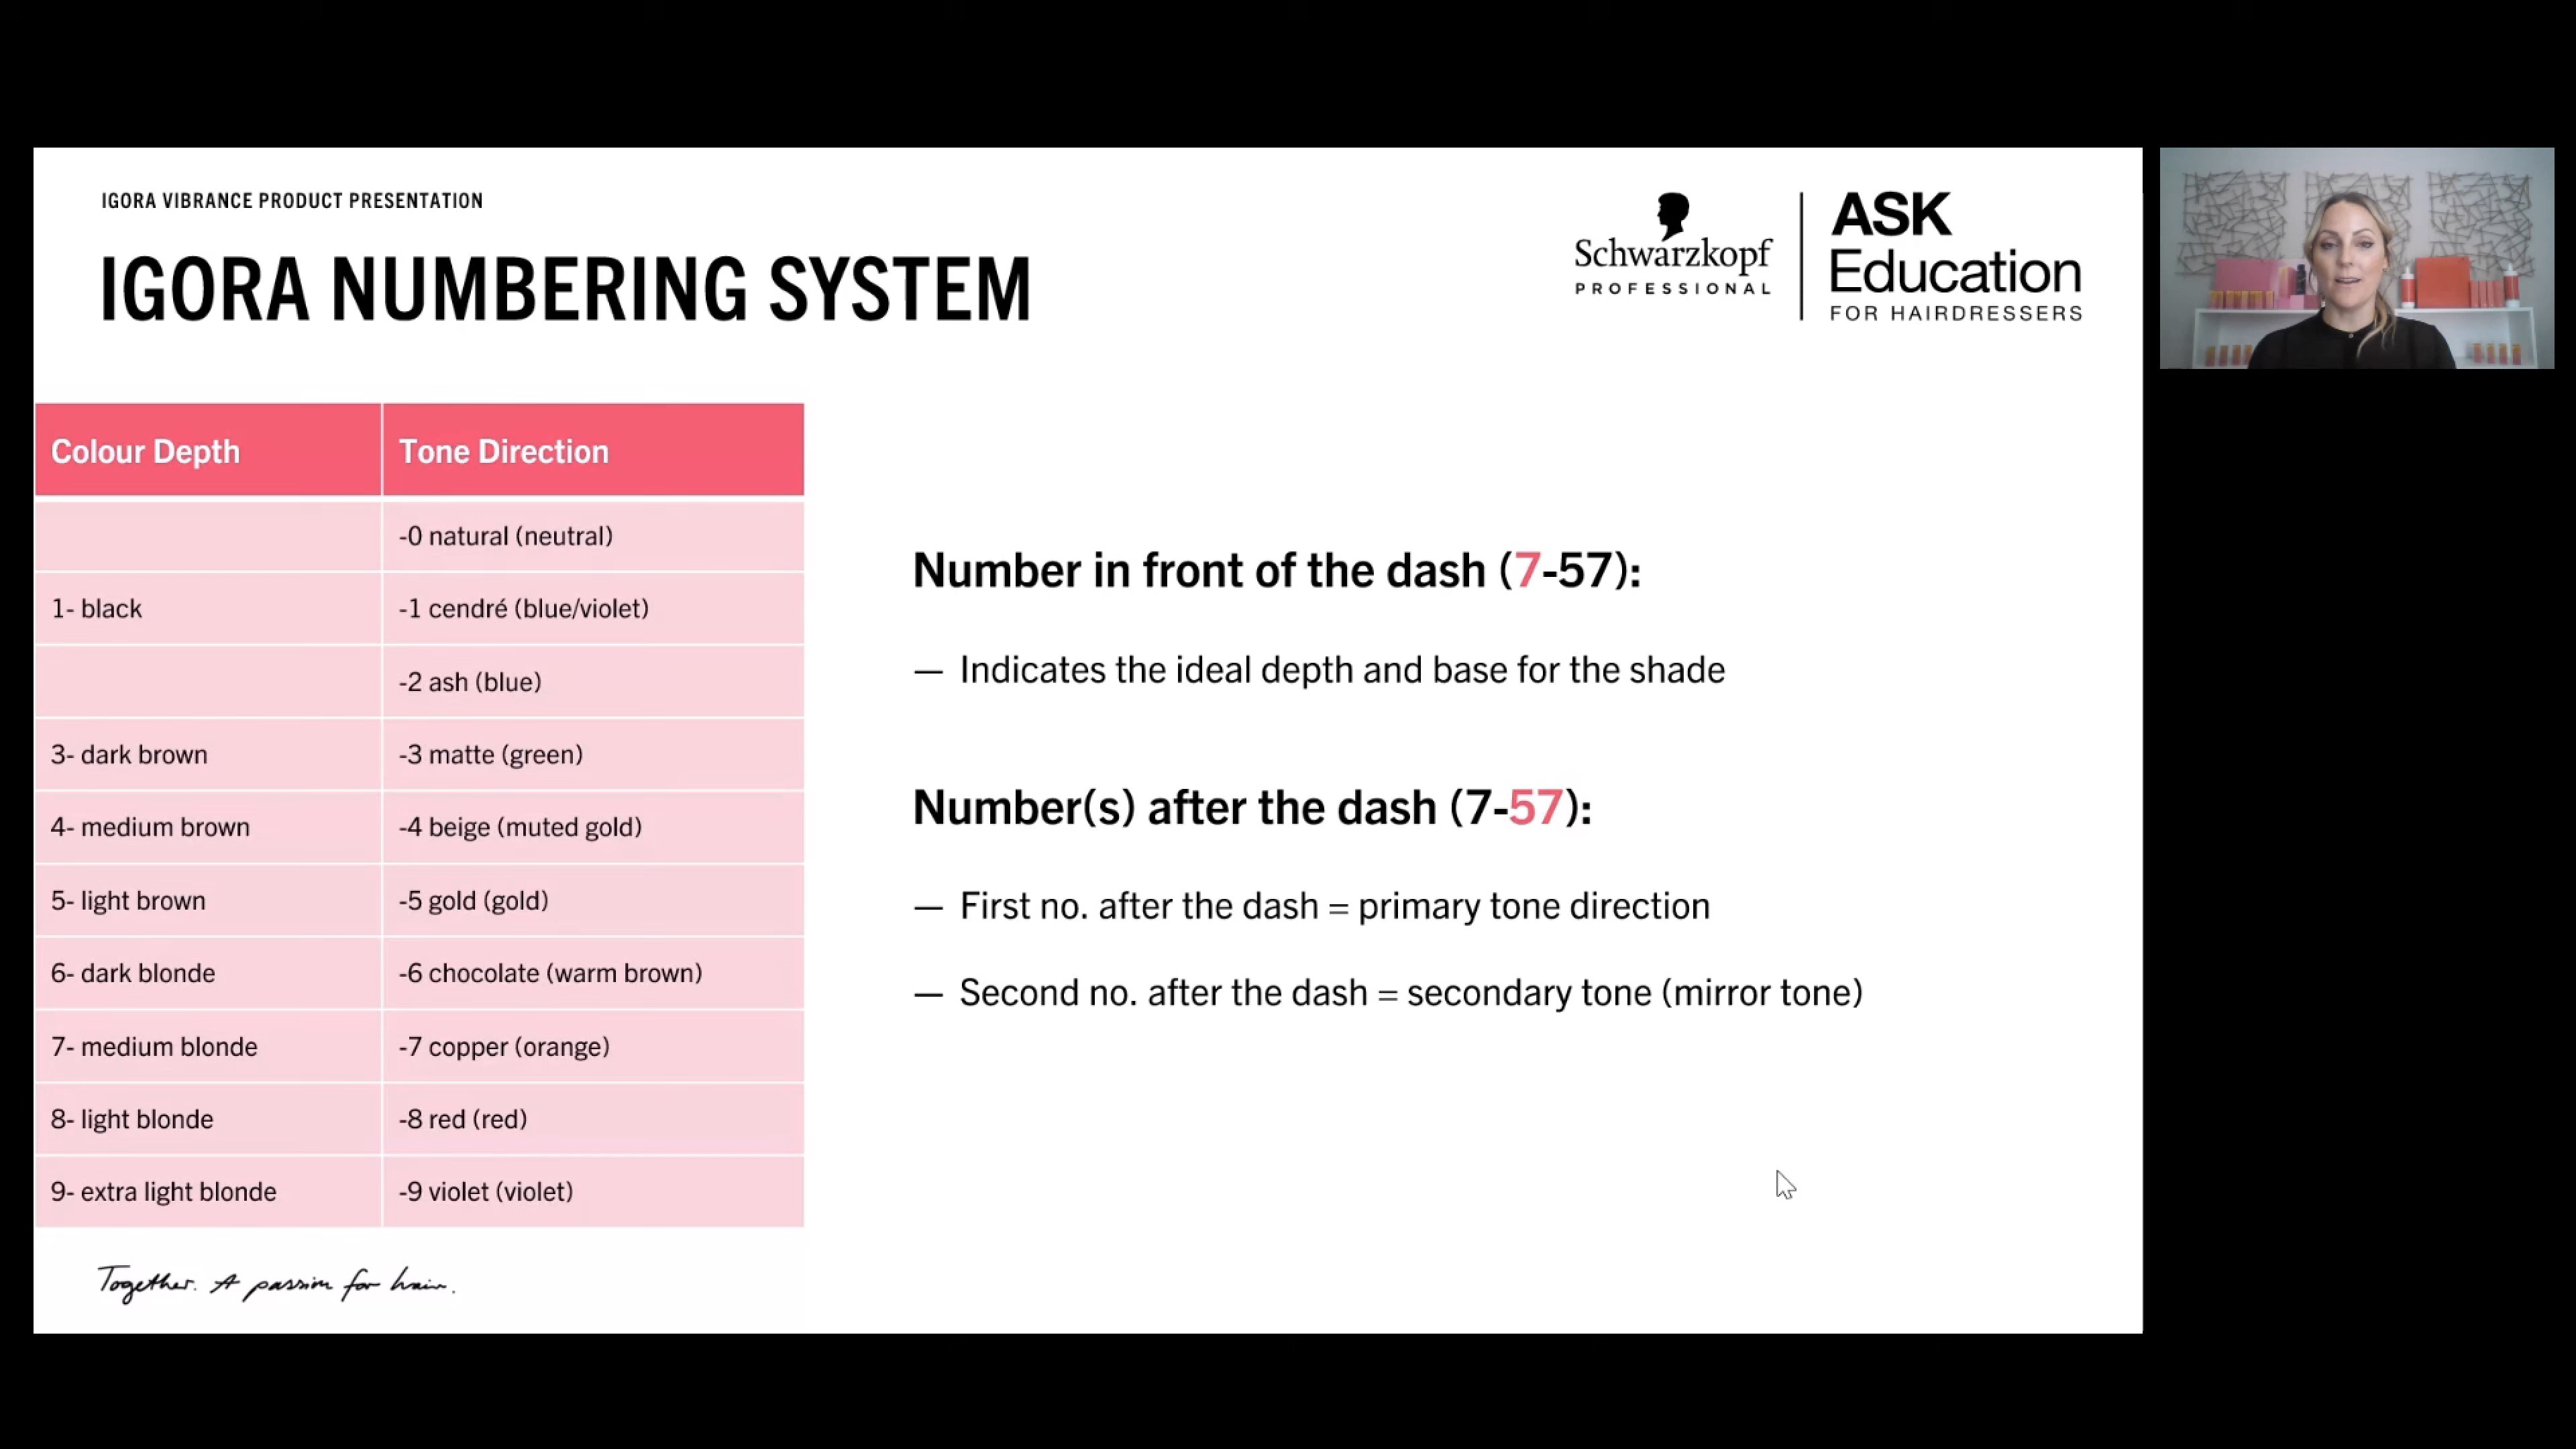 IGORA VIBRANCE PRODUCT PRESENTATION
IGORA NUMBERING SYSTEM
Schwarzkopf
PROFESSIONAL
ASK
Education
FOR HAIRDRESSERS
Colour Depth Tone Direction
-0 natural (neutral)
1- black -1 cendré (blue/violet)
-2 ash (blue)
3- dark brown -3 matte (green)
4- medium brown -4 beige (muted gold)
5- light brown -5 gold (gold)
6- dark blonde -6 chocolate (warm brown)
7- medium blonde -7 copper (orange)
8- light blonde -8 red (red)
9- extra light blonde -9 violet (violet)
Number in front of the dash (7-57):
— Indicates the ideal depth and base for the shade
Number(s) after the dash (7-57):
— First no. after the dash = primary tone direction
— Second no. after the dash = secondary tone (mirror tone)
Together. A passion for hair.